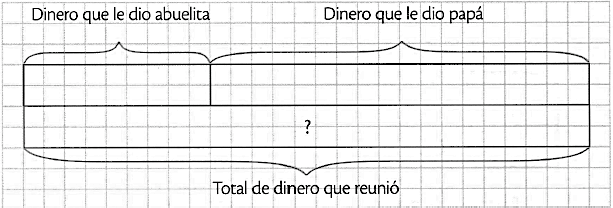 Dinero que le dio abuelita
Dinero que le dio papá
?
Total de dinero que reunió